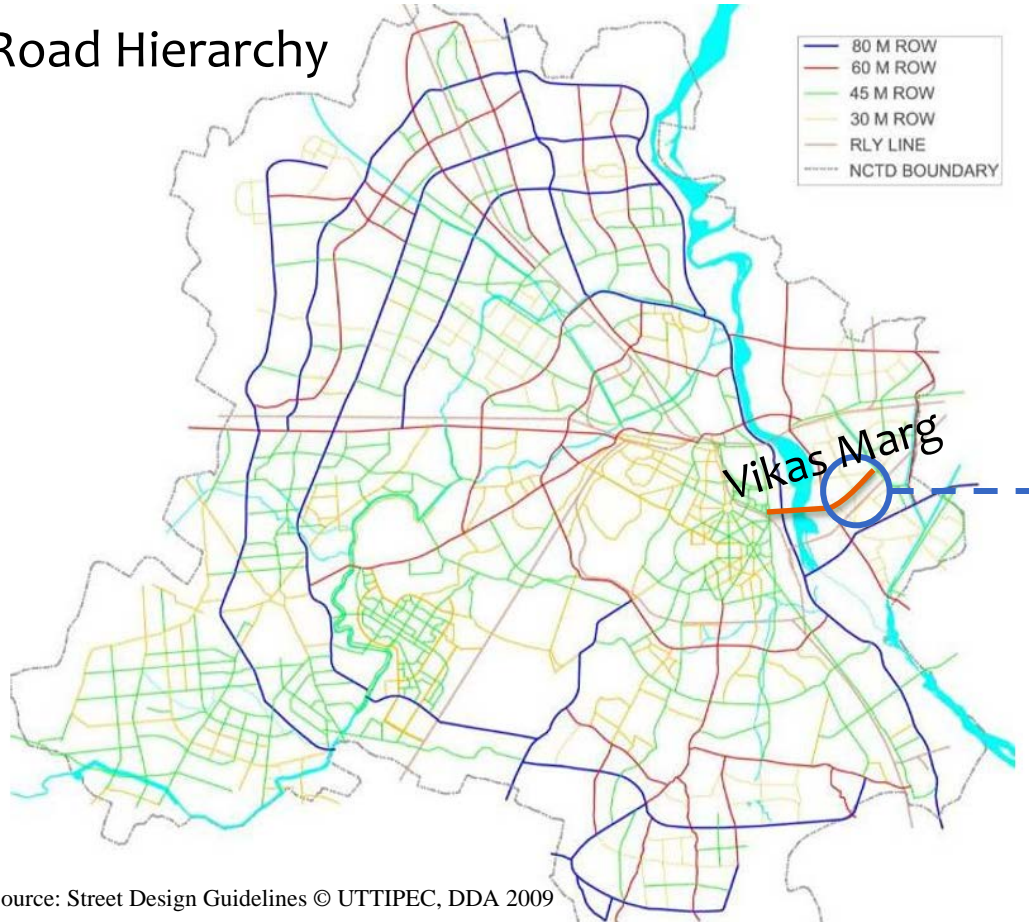 Road Hierarchy
80 M ROW
60 M ROW
45 M ROW
30 M ROW
RLY LINE
NCTD BOUNDARY
Vikas Marg
ource: Street Design Guidelines © UTTIPEC, DDA 2009